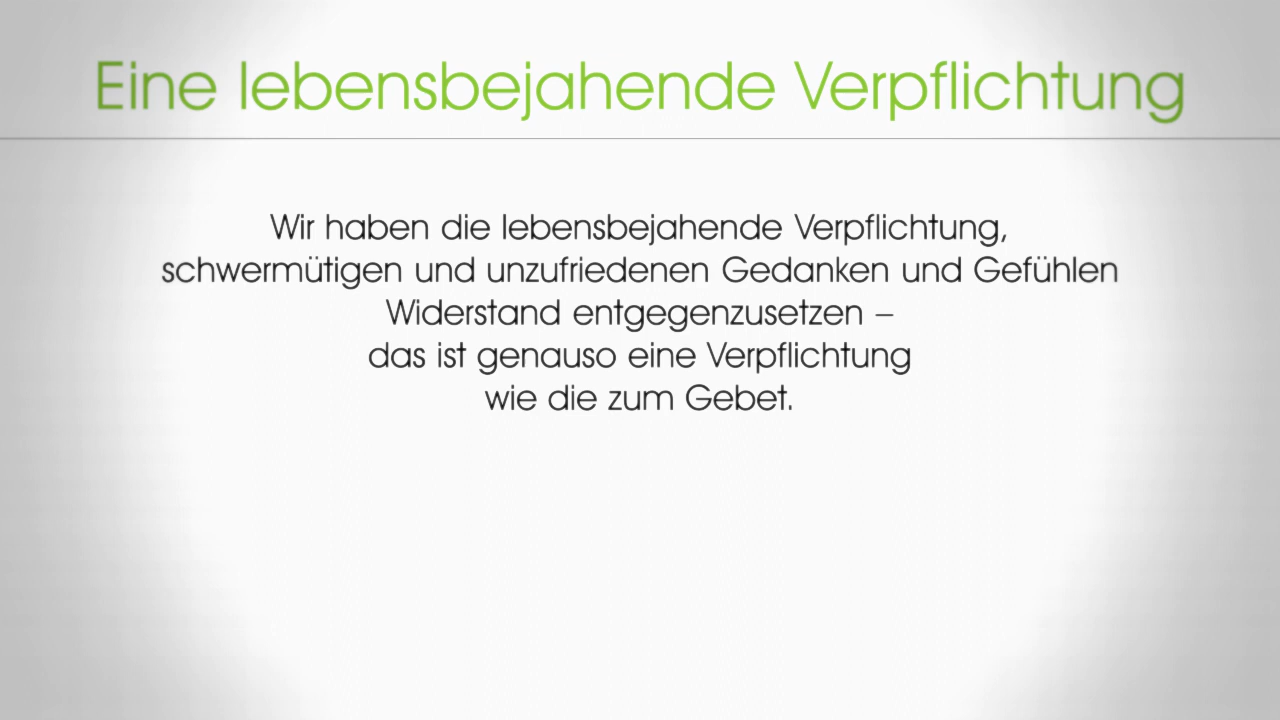 Eine lebensbejahende Verpflichtung
Wir haben die lebensbejahende Verpflichtung,
schwermütigen und unzufriedenen Gedanken und Gefühlen
Widerstand entgegenzusetzen –
das ist genauso eine Verpflichtung
wie die zum Gebet.